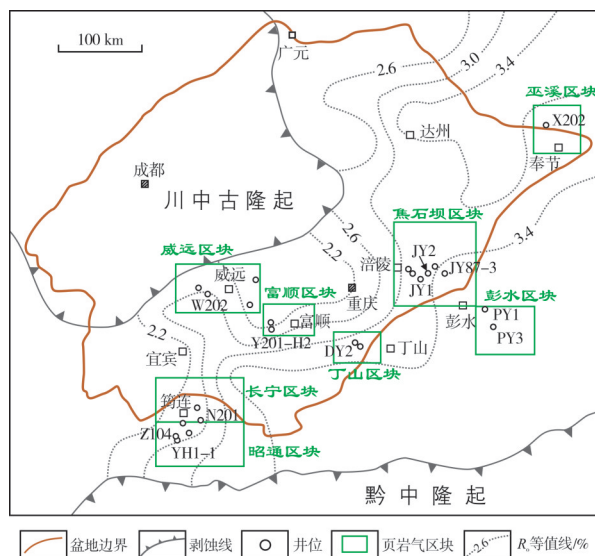 100 km
广元
2.6
3.0
3.4
巫溪区块
X202
奉节
达州
成都
川中古隆起
焦石坝区块
JY2
涪陵
JY87-3
JY1
3.4
2.6
2.2
威远区块
威远
W202
富顺区块
富顺
Y201-H2
重庆
彭水
彭水区块
PY1
PY3
2.2
宜宾
DY2
丁山
丁山区块
长宁区块
筠连
N201
Z104
YH1-1
昭通区块
黔中隆起
盆地边界
剥蚀线
井位
页岩气区块
2.6
Ro等值线/%